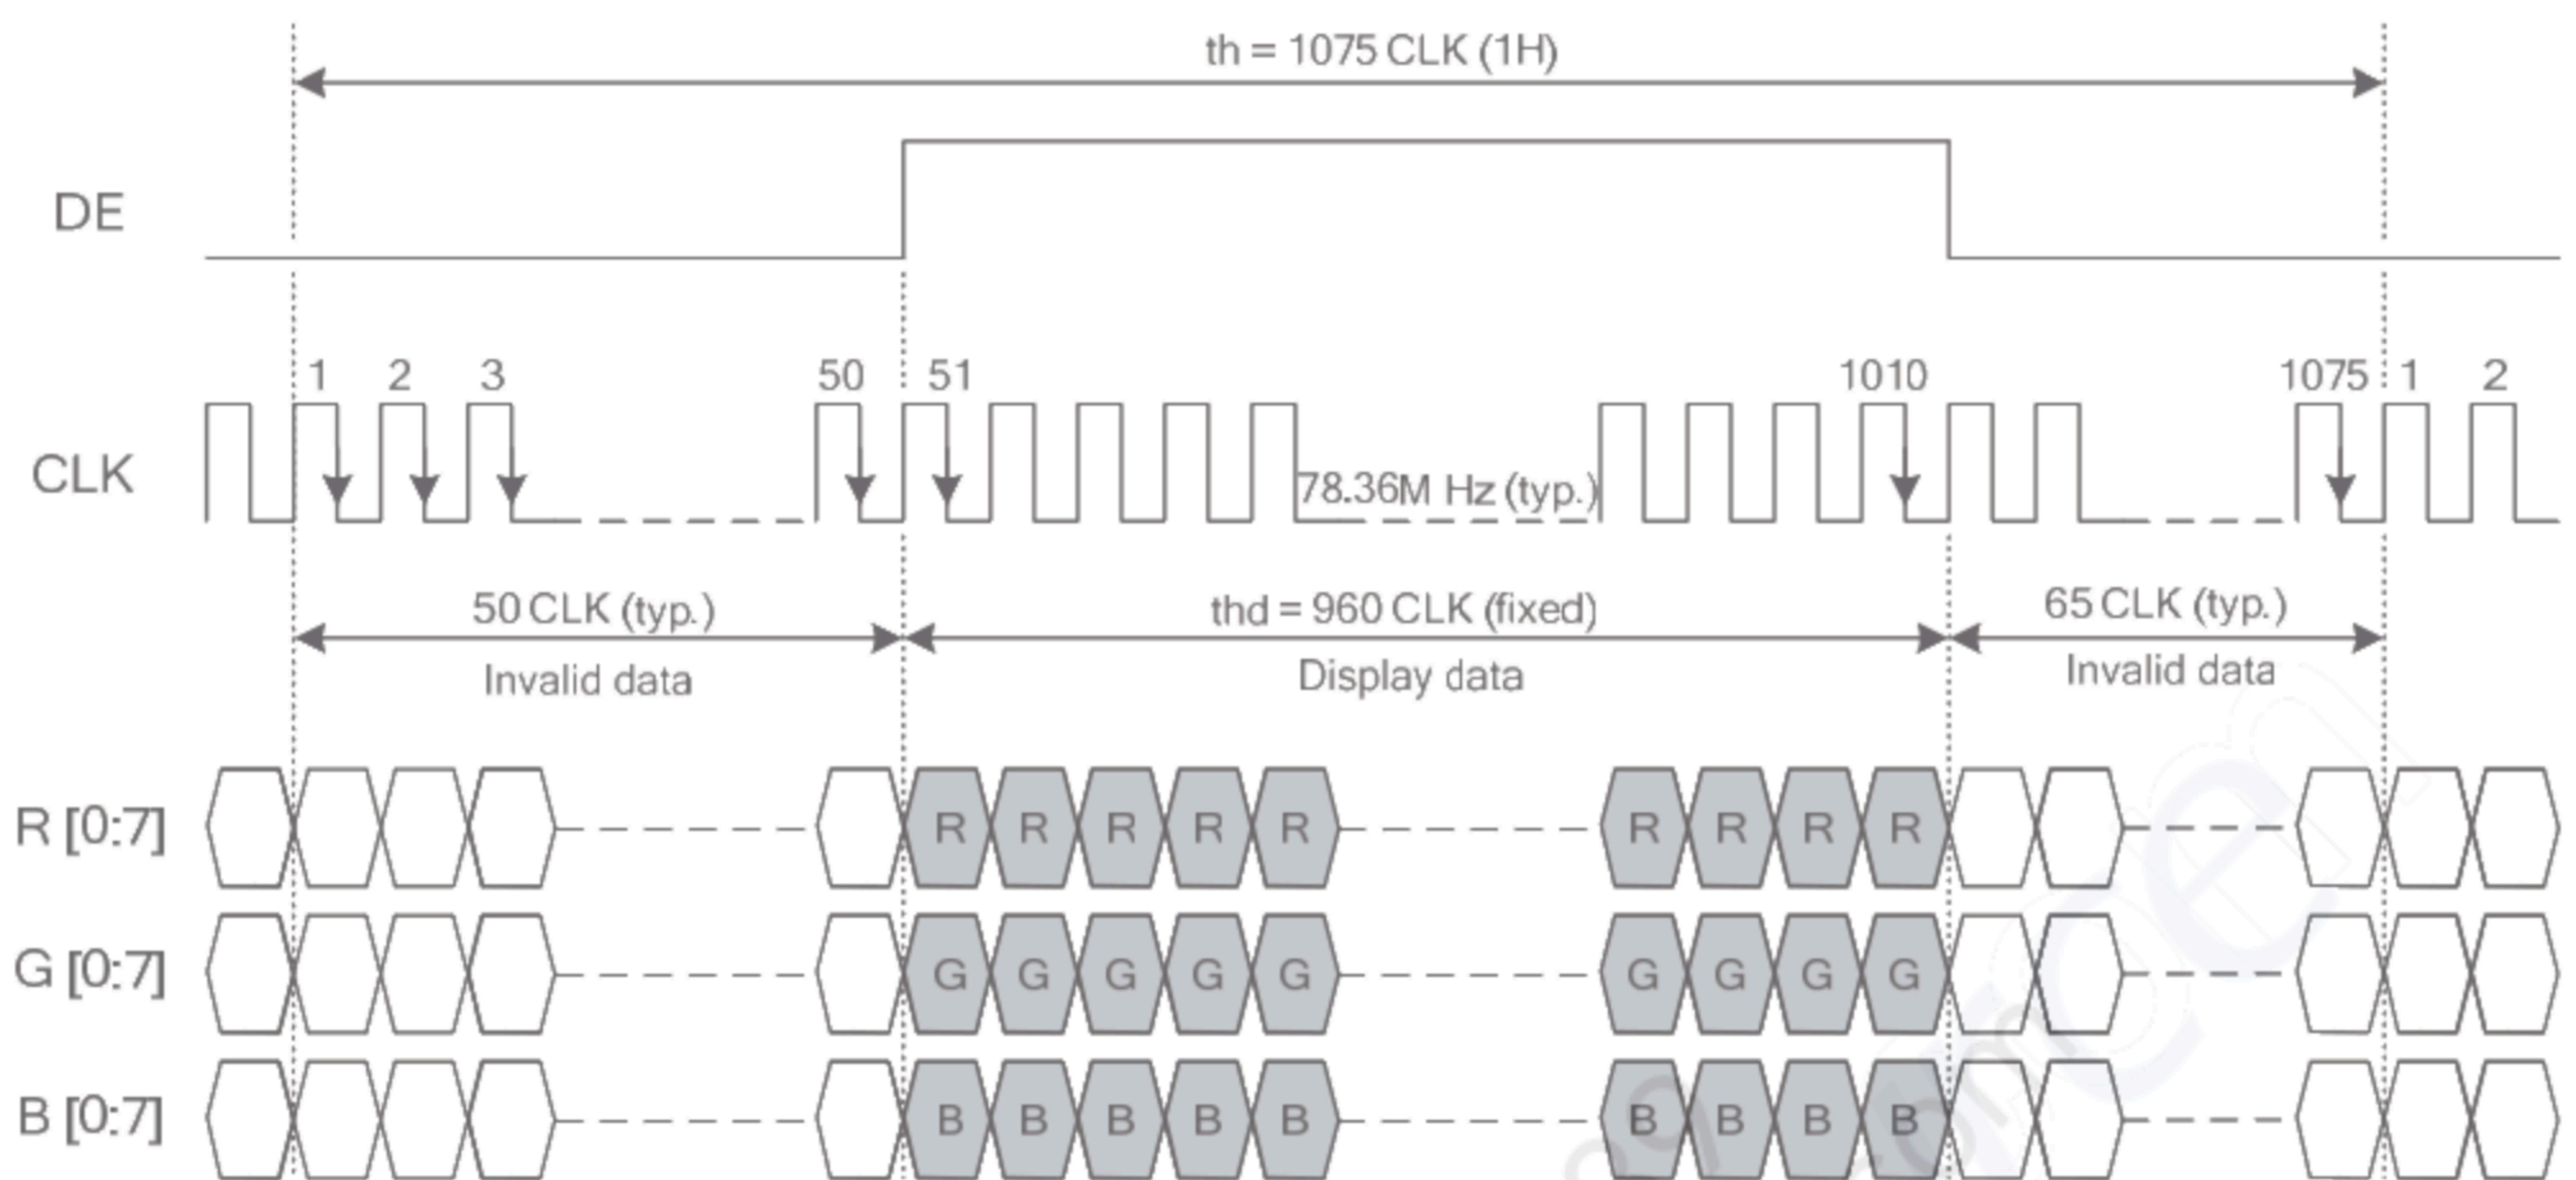 th = 1075 CLK (1H)
DE
1 2 3 50 51 1010 1075 1 2
CLK
78.36M Hz (typ.)
50 CLK (typ.) thd = 960 CLK (fixed) 65 CLK (typ.)
Invalid data Display data Invalid data
R [0:7] R R R R R R R R R
G [0:7] G G G G G G G G G
B [0:7] B B B B B B B B B